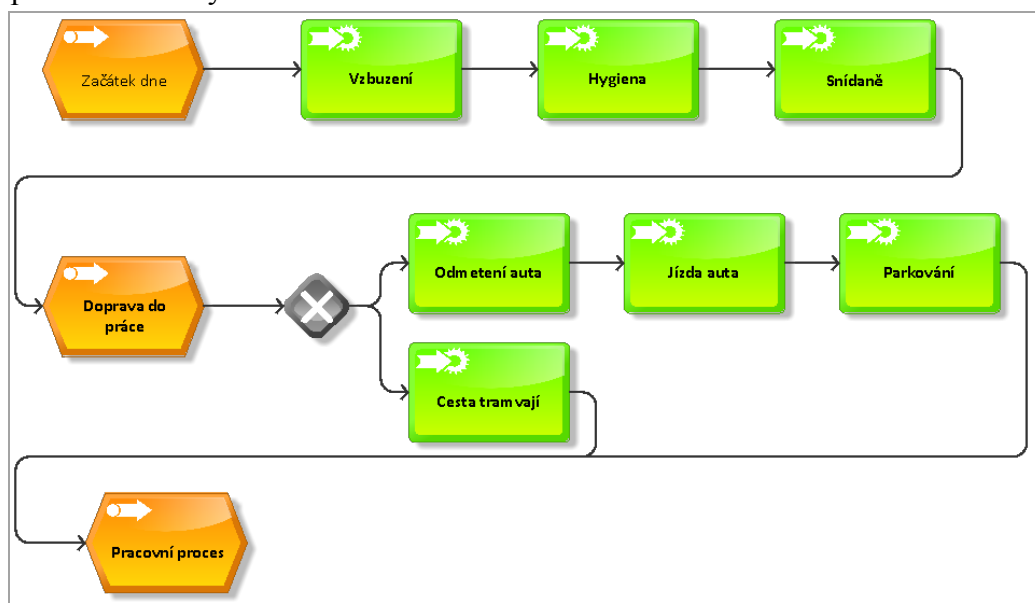 Začátek dne
Vzbuzení
Hygiena
Snídaně
Doprava do
práce
Odmetení auta
Jízda auta
Parkování
Cesta tramvají
Pracovní proces